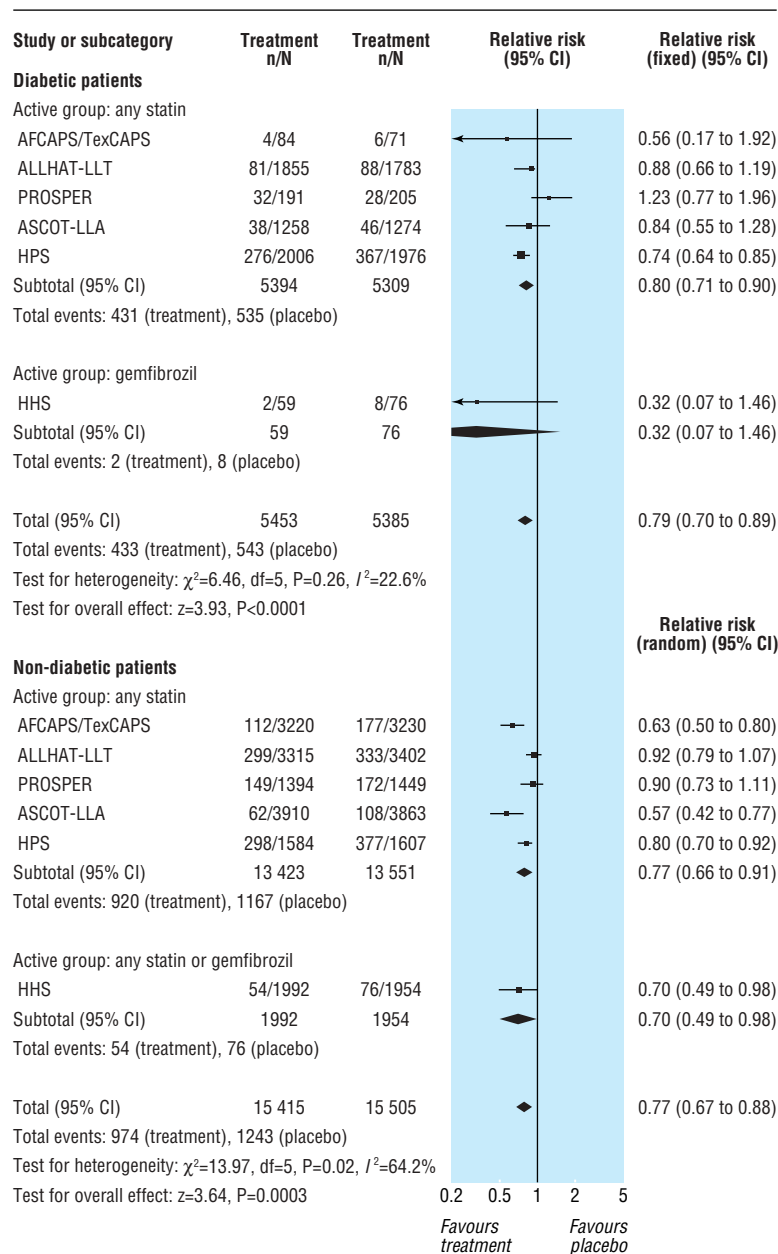 Study or subcategory Treatment n/N Treatment n/N Relative risk (95% CI) Relative risk (fixed) (95% CI)
Diabetic patients
Active group: any statin
AFCAPS/TexCAPS 4/84 6/71 0.56 (0.17 to 1.92)
ALLHAT-LLT 81/1855 88/1783 0.88 (0.66 to 1.19)
PROSPER 32/191 28/205 1.23 (0.77 to 1.96)
ASCOT-LLA 38/1258 46/1274 0.84 (0.55 to 1.28)
HPS 276/2006 367/1976 0.74 (0.64 to 0.85)
Subtotal (95% CI) 5394 5309 0.80 (0.71 to 0.90)
Total events: 431 (treatment), 535 (placebo)
Active group: gemfibrozil
HHS 2/59 8/76 0.32 (0.07 to 1.46)
Subtotal (95% CI) 59 76 0.32 (0.07 to 1.46)
Total events: 2 (treatment), 8 (placebo)
Total (95% CI) 5453 5385 0.79 (0.70 to 0.89)
Total events: 433 (treatment), 543 (placebo)
Test for heterogeneity: χ²=6.46, df=5, P=0.26, I²=22.6%
Test for overall effect: z=3.93, P<0.0001
Relative risk (random) (95% CI)
Non-diabetic patients
Active group: any statin
AFCAPS/TexCAPS 112/3220 177/3230 0.63 (0.50 to 0.80)
ALLHAT-LLT 299/3315 333/3402 0.92 (0.79 to 1.07)
PROSPER 149/1394 172/1449 0.90 (0.73 to 1.11)
ASCOT-LLA 62/3910 108/3863 0.57 (0.42 to 0.77)
HPS 298/1584 377/1607 0.80 (0.70 to 0.92)
Subtotal (95% CI) 13 423 13 551 0.77 (0.66 to 0.91)
Total events: 920 (treatment), 1167 (placebo)
Active group: any statin or gemfibrozil
HHS 54/1992 76/1954 0.70 (0.49 to 0.98)
Subtotal (95% CI) 1992 1954 0.70 (0.49 to 0.98)
Total events: 54 (treatment), 76 (placebo)
Total (95% CI) 15 415 15 505 0.77 (0.67 to 0.88)
Total events: 974 (treatment), 1243 (placebo)
Test for heterogeneity: χ²=13.97, df=5, P=0.02, I²=64.2%
Test for overall effect: z=3.64, P=0.0003
0.2 0.5 1 2 5
Favours treatment Favours placebo